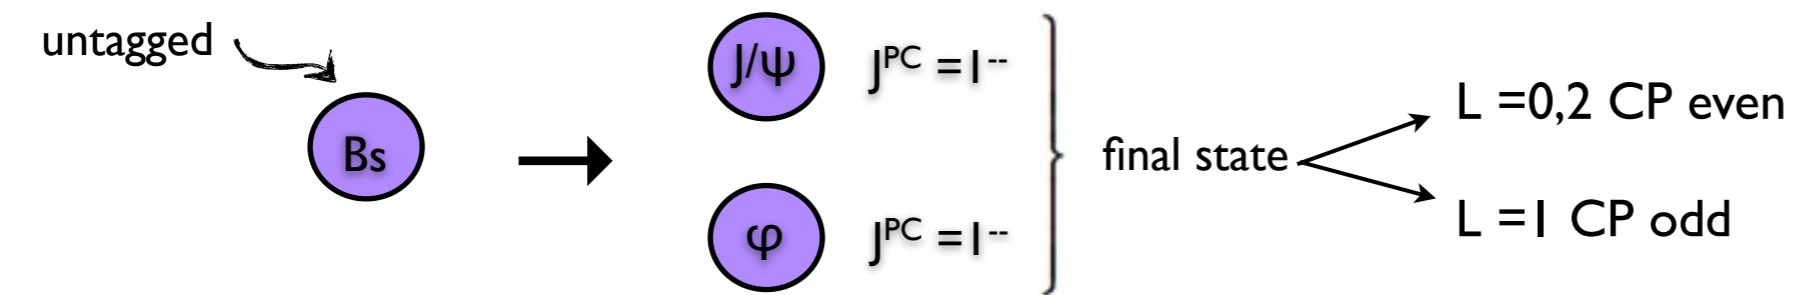 untagged
Bs
J/ψ
J^PC = 1^--
φ
J^PC = 1^--
final state
L =0,2 CP even
L =1 CP odd